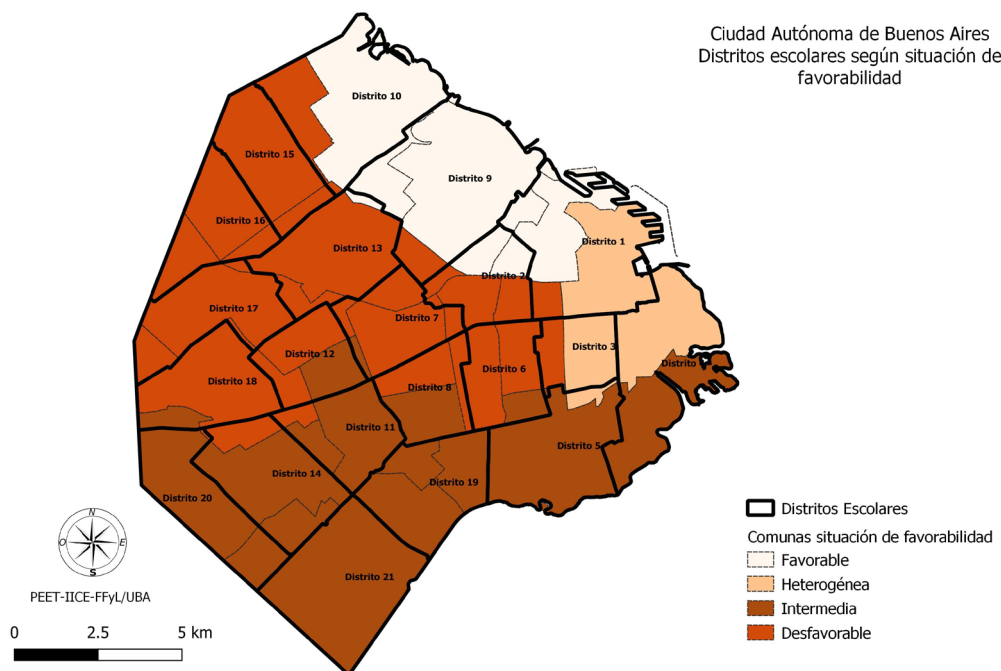 Ciudad Autónoma de Buenos Aires
Distritos escolares según situación de
favorabilidad
Distrito 10
Distrito 15
Distrito 9
Distrito 16
Distrito 13
Distrito 1
Distrito 2
Distrito 17
Distrito 7
Distrito 12
Distrito 3
Distrito
Distrito 18
Distrito 8
Distrito 6
Distrito 11
Distrito 5
Distrito 14
Distrito 19
Distrito 20
Distrito 21
N
O
E
S
PEET-IICE-FFyL/UBA
0 2.5 5 km
Distritos Escolares
Comunas situación de favorabilidad
Favorable
Heterogénea
Intermedia
Desfavorable